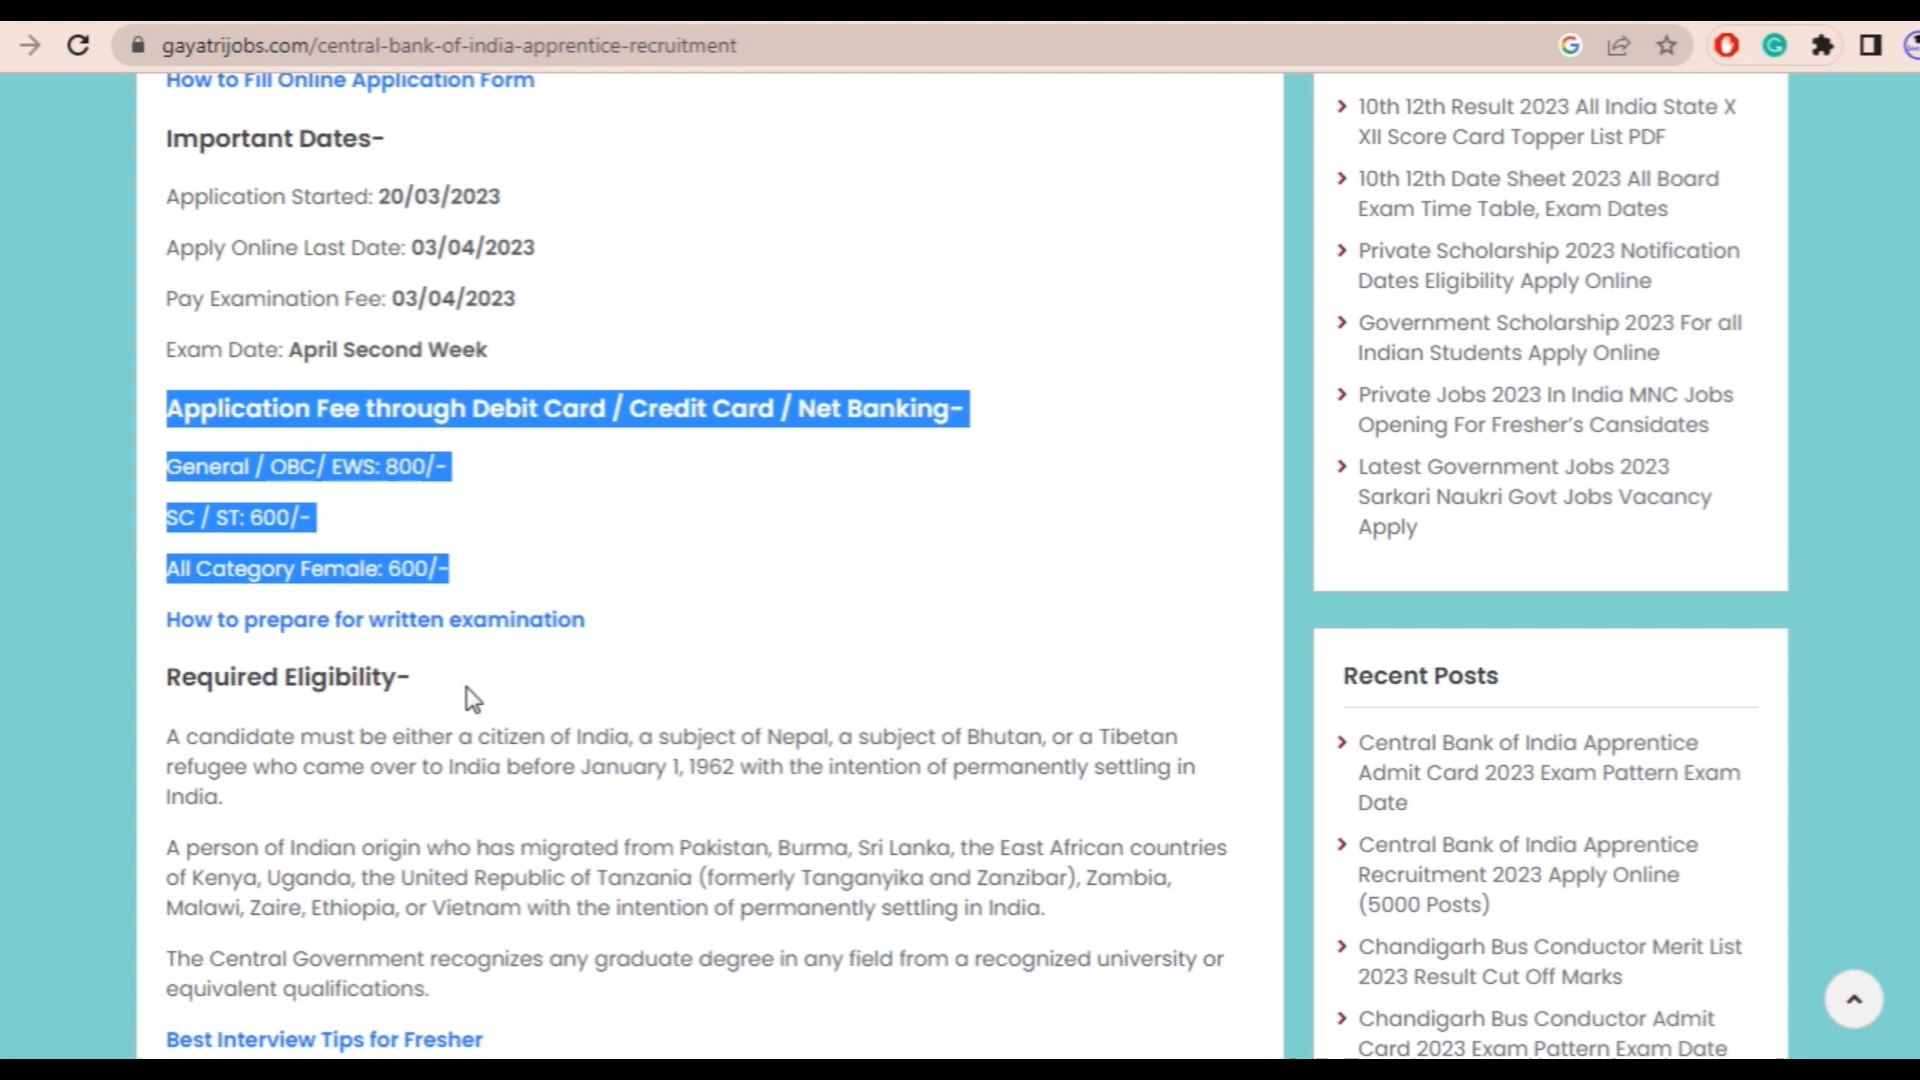 gayatrijobs.com/central-bank-of-india-apprentice-recruitment
How to Fill Online Application Form
Important Dates-
Application Started: 20/03/2023
Apply Online Last Date: 03/04/2023
Pay Examination Fee: 03/04/2023
Exam Date: April Second Week
Application Fee through Debit Card / Credit Card / Net Banking-
General / OBC/ EWS: 800/-
SC / ST: 600/-
All Category Female: 600/-
How to prepare for written examination
Required Eligibility-
A candidate must be either a citizen of India, a subject of Nepal, a subject of Bhutan, or a Tibetan
refugee who came over to India before January 1, 1962 with the intention of permanently settling in
India.
A person of Indian origin who has migrated from Pakistan, Burma, Sri Lanka, the East African countries
of Kenya, Uganda, the United Republic of Tanzania (formerly Tanganyika and Zanzibar), Zambia,
Malawi, Zaire, Ethiopia, or Vietnam with the intention of permanently settling in India.
The Central Government recognizes any graduate degree in any field from a recognized university or
equivalent qualifications.
Best Interview Tips for Fresher
10th 12th Result 2023 All India State X
XII Score Card Topper List PDF
10th 12th Date Sheet 2023 All Board
Exam Time Table, Exam Dates
Private Scholarship 2023 Notification
Dates Eligibility Apply Online
Government Scholarship 2023 For all
Indian Students Apply Online
Private Jobs 2023 In India MNC Jobs
Opening For Fresher's Cansidates
Latest Government Jobs 2023
Sarkari Naukri Govt Jobs Vacancy
Apply
Recent Posts
Central Bank of India Apprentice
Admit Card 2023 Exam Pattern Exam
Date
Central Bank of India Apprentice
Recruitment 2023 Apply Online
(5000 Posts)
Chandigarh Bus Conductor Merit List
2023 Result Cut Off Marks
Chandigarh Bus Conductor Admit
Card 2023 Exam Pattern Exam Date